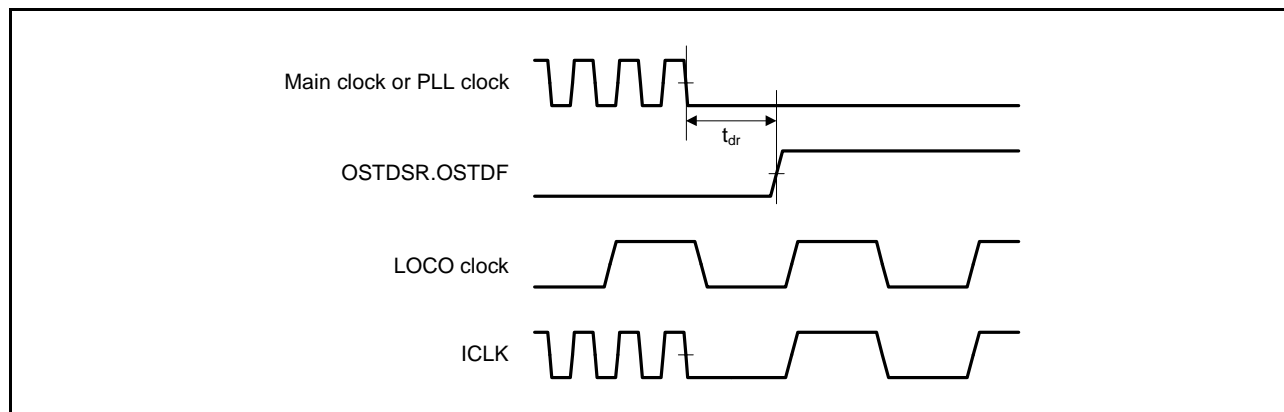 Main clock or PLL clock
tdr
OSTDSR.OSTDF
LOCO clock
ICLK